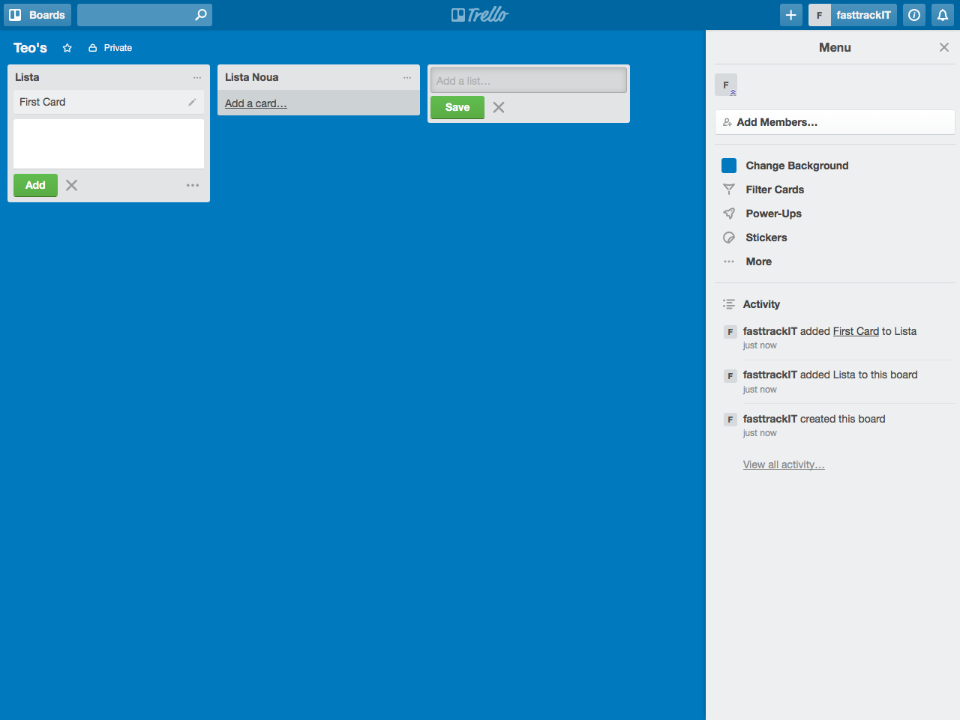 Boards
Trello
F fasttrackIT
Teo's Private
Lista
First Card
Add
Lista Noua
Add a card…
Add a list…
Save
Menu
F
Add Members…
Change Background
Filter Cards
Power-Ups
Stickers
More
Activity
F fasttrackIT added First Card to Lista
just now
F fasttrackIT added Lista to this board
just now
F fasttrackIT created this board
just now
View all activity…